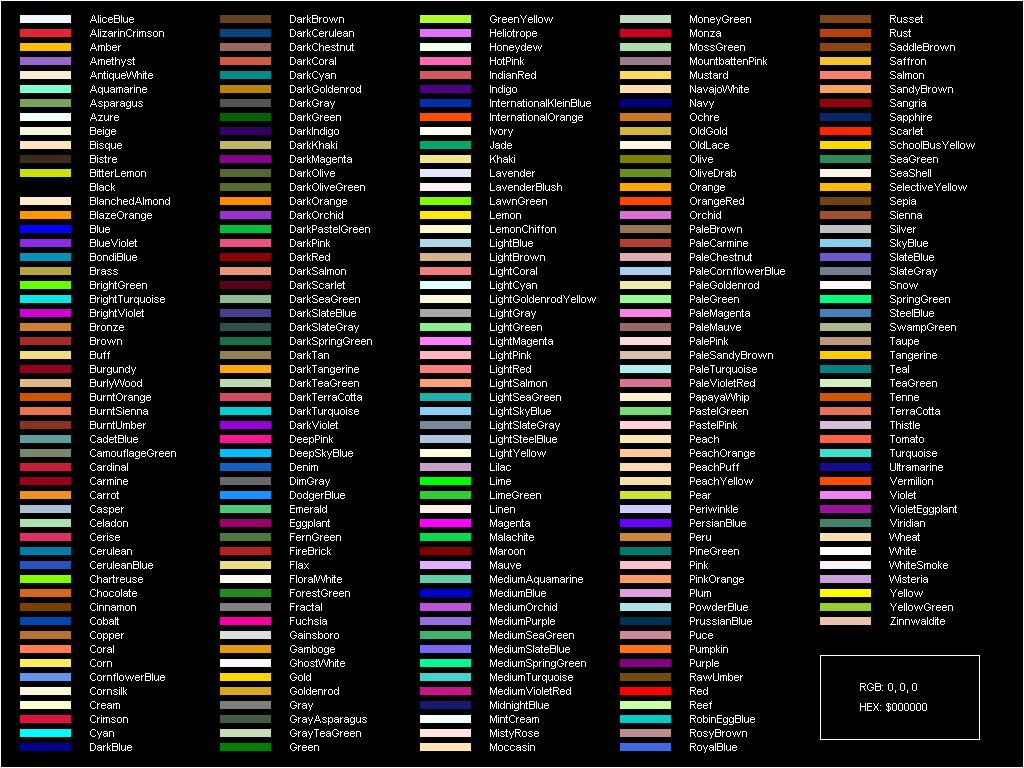 AliceBlue
AlizarinCrimson
Amber
Amethyst
AntiqueWhite
Aquamarine
Asparagus
Azure
Beige
Bisque
Bistre
BitterLemon
Black
BlanchedAlmond
BlazeOrange
Blue
BlueViolet
BondiBlue
Brass
BrightGreen
BrightTurquoise
BrightViolet
Bronze
Brown
Buff
Burgundy
BurlyWood
BurntOrange
BurntSienna
BurntUmber
CadetBlue
CamouflageGreen
Cardinal
Carmine
Carrot
Casper
Celadon
Cerise
Cerulean
CeruleanBlue
Chartreuse
Chocolate
Cinnamon
Cobalt
Copper
Coral
Corn
CornflowerBlue
Cornsilk
Cream
Crimson
Cyan
DarkBlue
DarkBrown
DarkCerulean
DarkChestnut
DarkCoral
DarkCyan
DarkGoldenrod
DarkGray
DarkGreen
DarkIndigo
DarkKhaki
DarkMagenta
DarkOlive
DarkOliveGreen
DarkOrange
DarkOrchid
DarkPastelGreen
DarkPink
DarkRed
DarkSalmon
DarkScarlet
DarkSeaGreen
DarkSlateBlue
DarkSlateGray
DarkSpringGreen
DarkTan
DarkTangerine
DarkTeaGreen
DarkTerraCotta
DarkTurquoise
DarkViolet
DeepPink
DeepSkyBlue
Denim
DimGray
DodgerBlue
Emerald
Eggplant
FernGreen
FireBrick
Flax
FloralWhite
ForestGreen
Fractal
Fuchsia
Gainsboro
Gamboge
GhostWhite
Gold
Goldenrod
Gray
GrayAsparagus
GrayTeaGreen
Green
GreenYellow
Heliotrope
Honeydew
HotPink
IndianRed
Indigo
InternationalKleinBlue
InternationalOrange
Ivory
Jade
Khaki
Lavender
LavenderBlush
LawnGreen
Lemon
LemonChiffon
LightBlue
LightBrown
LightCoral
LightCyan
LightGoldenrodYellow
LightGray
LightGreen
LightMagenta
LightPink
LightRed
LightSalmon
LightSeaGreen
LightSkyBlue
LightSlateGray
LightSteelBlue
LightYellow
Lilac
Lime
LimeGreen
Linen
Magenta
Malachite
Maroon
Mauve
MediumAquamarine
MediumBlue
MediumOrchid
MediumPurple
MediumSeaGreen
MediumSlateBlue
MediumSpringGreen
MediumTurquoise
MediumVioletRed
MidnightBlue
MintCream
MistyRose
Moccasin
MoneyGreen
Monza
MossGreen
MountbattenPink
Mustard
NavajoWhite
Navy
Ochre
OldGold
OldLace
Olive
OliveDrab
Orange
OrangeRed
Orchid
PaleBrown
PaleCarmine
PaleChestnut
PaleCornflowerBlue
PaleGoldenrod
PaleGreen
PaleMagenta
PaleMauve
PalePink
PaleSandyBrown
PaleTurquoise
PaleVioletRed
PapayaWhip
PastelGreen
PastelPink
Peach
PeachOrange
PeachPuff
PeachYellow
Pear
Periwinkle
PersianBlue
Peru
PineGreen
Pink
PinkOrange
Plum
PowderBlue
PrussianBlue
Puce
Pumpkin
Purple
RawUmber
Red
Reef
RobinEggBlue
RosyBrown
RoyalBlue
Russet
Rust
SaddleBrown
Saffron
Salmon
SandyBrown
Sangria
Sapphire
Scarlet
SchoolBusYellow
SeaGreen
SeaShell
SelectiveYellow
Sepia
Sienna
Silver
SkyBlue
SlateBlue
SlateGray
Snow
SpringGreen
SteelBlue
SwampGreen
Taupe
Tangerine
Teal
TeaGreen
Tenne
TerraCotta
Thistle
Tomato
Turquoise
Ultramarine
Vermilion
Violet
VioletEggplant
Viridian
Wheat
White
WhiteSmoke
Wisteria
Yellow
YellowGreen
Zinnwaldite
RGB: 0, 0, 0
HEX: $000000